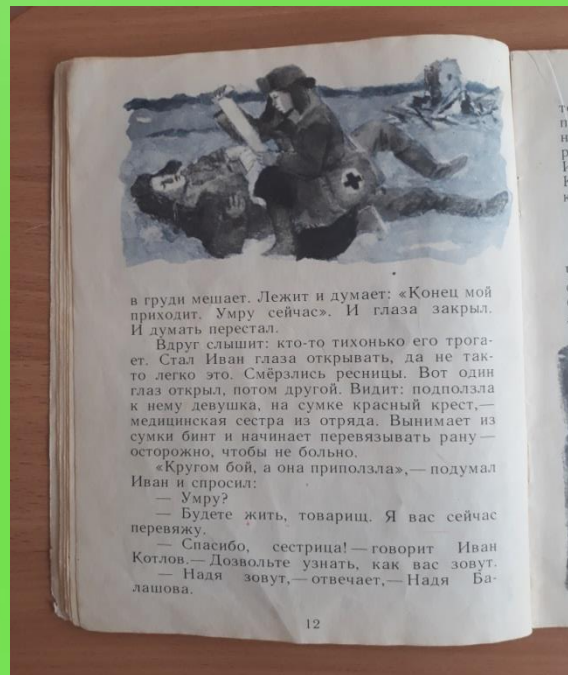 в груди мешает. Лежит и думает: «Конец мой
приходит. Умру сейчас». И глаза закрыл.
И думать перестал.
Вдруг слышит: кто-то тихонько его трога-
ет. Стал Иван глаза открывать, да не так-
то легко это. Смёрзлись ресницы. Вот один
глаз открыл, потом другой. Видит: подползла
к нему девушка, на сумке красный крест,—
медицинская сестра из отряда. Вынимает из
сумки бинт и начинает перевязывать рану —
осторожно, чтобы не больно.
«Кругом бой, а она приползла»,— подумал
Иван и спросил:
— Умру?
— Будете жить, товарищ. Я вас сейчас
перевяжу.
— Спасибо, сестрица! — говорит Иван
Котлов.— Дозвольте узнать, как вас зовут.
— Надя зовут,— отвечает,— Надя Ба-
лашова.
12